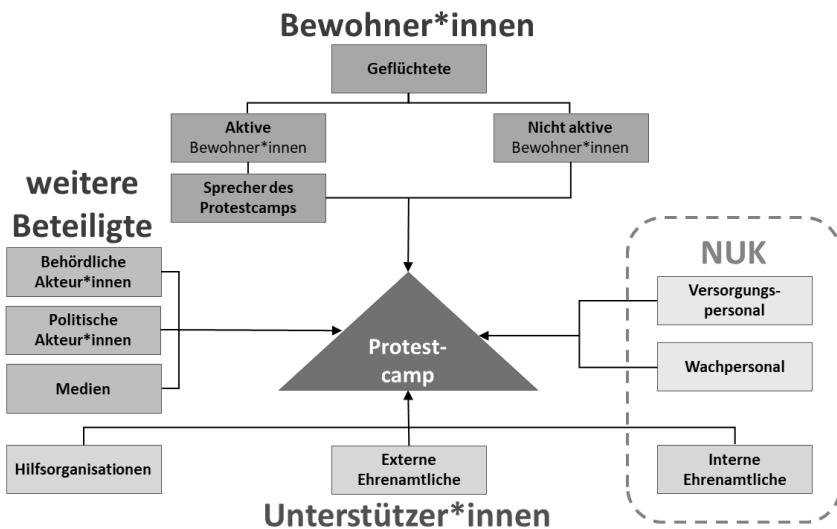 Bewohner*innen
Geflüchtete
Aktive
Bewohner*innen
Nicht aktive
Bewohner*innen
Sprecher des
Protestcamps
weitere
Beteiligte
Behördliche
Akteur*innen
Politische
Akteur*innen
Medien
Protest-
camp
NUK
Versorgungs-
personal
Wachpersonal
Hilfsorganisationen
Externe
Ehrenamtliche
Interne
Ehrenamtliche
Unterstützer*innen